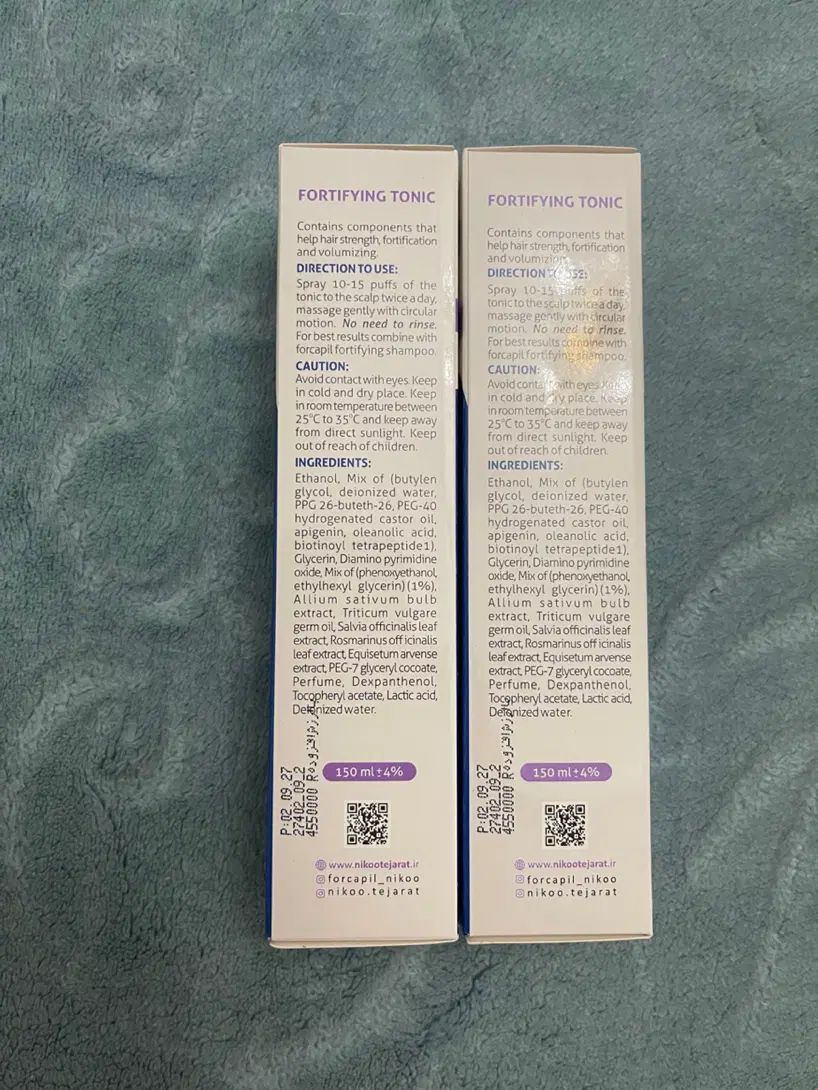 FORTIFYING TONIC
Contains components that
help hair strength, fortification
and volumizing.
DIRECTION TO USE:
Spray 10-15 puffs of the
tonic to the scalp twice a day,
massage gently with circular
motion. No need to rinse.
For best results combine with
forcapil fortifying shampoo.
CAUTION:
Avoid contact with eyes. Keep
in cold and dry place. Keep
in room temperature between
25°C to 35°C and keep away
from direct sunlight. Keep
out of reach of children.
INGREDIENTS:
Ethanol, Mix of (butylen
glycol, deionized water,
PPG 26-buteth-26, PEG-40
hydrogenated castor oil,
apigenin, oleanolic acid,
biotinoyl tetrapeptide1),
Glycerin, Diamino pyrimidine
oxide, Mix of (phenoxyethanol,
ethylhexyl glycerin) (1%),
Allium sativum bulb
extract, Triticum vulgare
germ oil, Salvia officinalis leaf
extract, Rosmarinus off icinalis
leaf extract, Equisetum arvense
extract, PEG-7 glyceryl cocoate,
Perfume, Dexpanthenol,
Tocopheryl acetate, Lactic acid,
Deionized water.
P:02.09.27
27402_09_2
4550000 R
150 ml ±4%
www.nikootejarat.ir
forcapil_nikoo
nikoo.tejarat
FORTIFYING TONIC
Contains components that
help hair strength, fortification
and volumizing.
DIRECTION TO USE:
Spray 10-15 puffs of the
tonic to the scalp twice a day,
massage gently with circular
motion. No need to rinse.
For best results combine with
forcapil fortifying shampoo.
CAUTION:
Avoid contact with eyes. Keep
in cold and dry place. Keep
in room temperature between
25°C to 35°C and keep away
from direct sunlight. Keep
out of reach of children.
INGREDIENTS:
Ethanol, Mix of (butylen
glycol, deionized water,
PPG 26-buteth-26, PEG-40
hydrogenated castor oil,
apigenin, oleanolic acid,
biotinoyl tetrapeptide1),
Glycerin, Diamino pyrimidine
oxide, Mix of (phenoxyethanol,
ethylhexyl glycerin) (1%),
Allium sativum bulb
extract, Triticum vulgare
germ oil, Salvia officinalis leaf
extract, Rosmarinus off icinalis
leaf extract, Equisetum arvense
extract, PEG-7 glyceryl cocoate,
Perfume, Dexpanthenol,
Tocopheryl acetate, Lactic acid,
Deionized water.
P:02.09.27
27402_09_2
4550000 R
150 ml ±4%
www.nikootejarat.ir
forcapil_nikoo
nikoo.tejarat